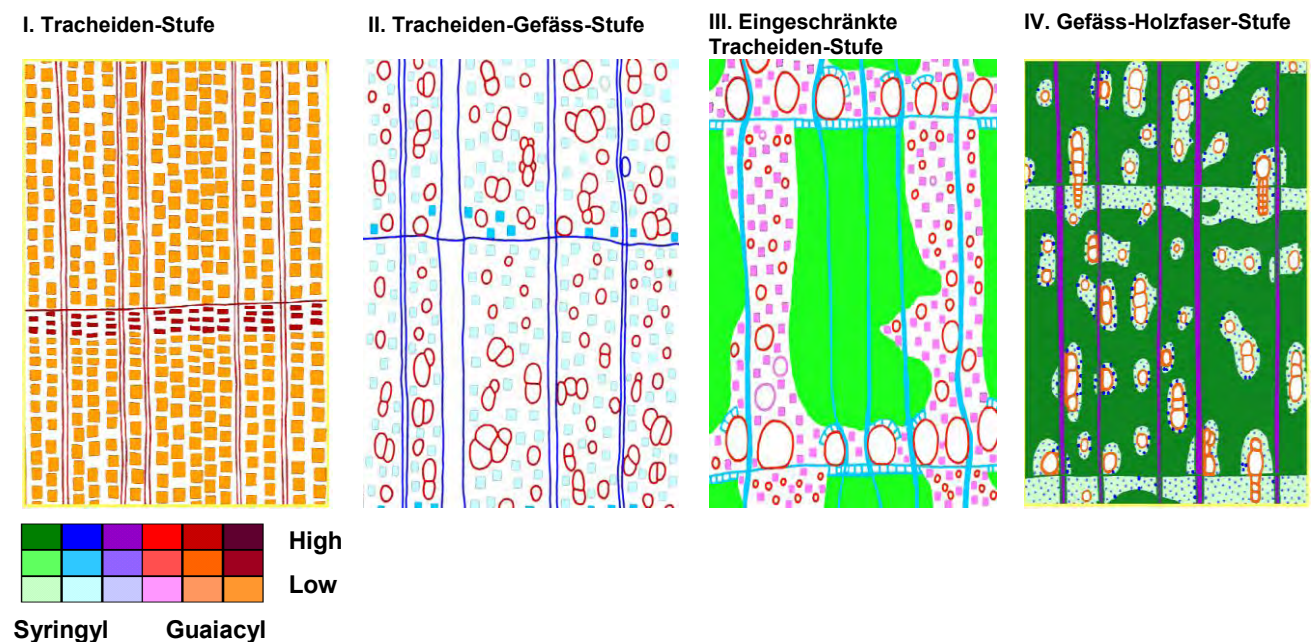 I. Tracheiden-Stufe
II. Tracheiden-Gefäss-Stufe
III. Eingeschränkte
Tracheiden-Stufe
IV. Gefäss-Holzfaser-Stufe
High
Low
Syringyl Guaiacyl